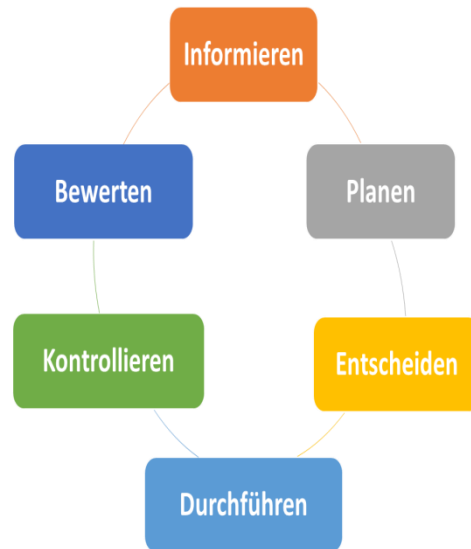 Informieren
Planen
Entscheiden
Durchführen
Kontrollieren
Bewerten